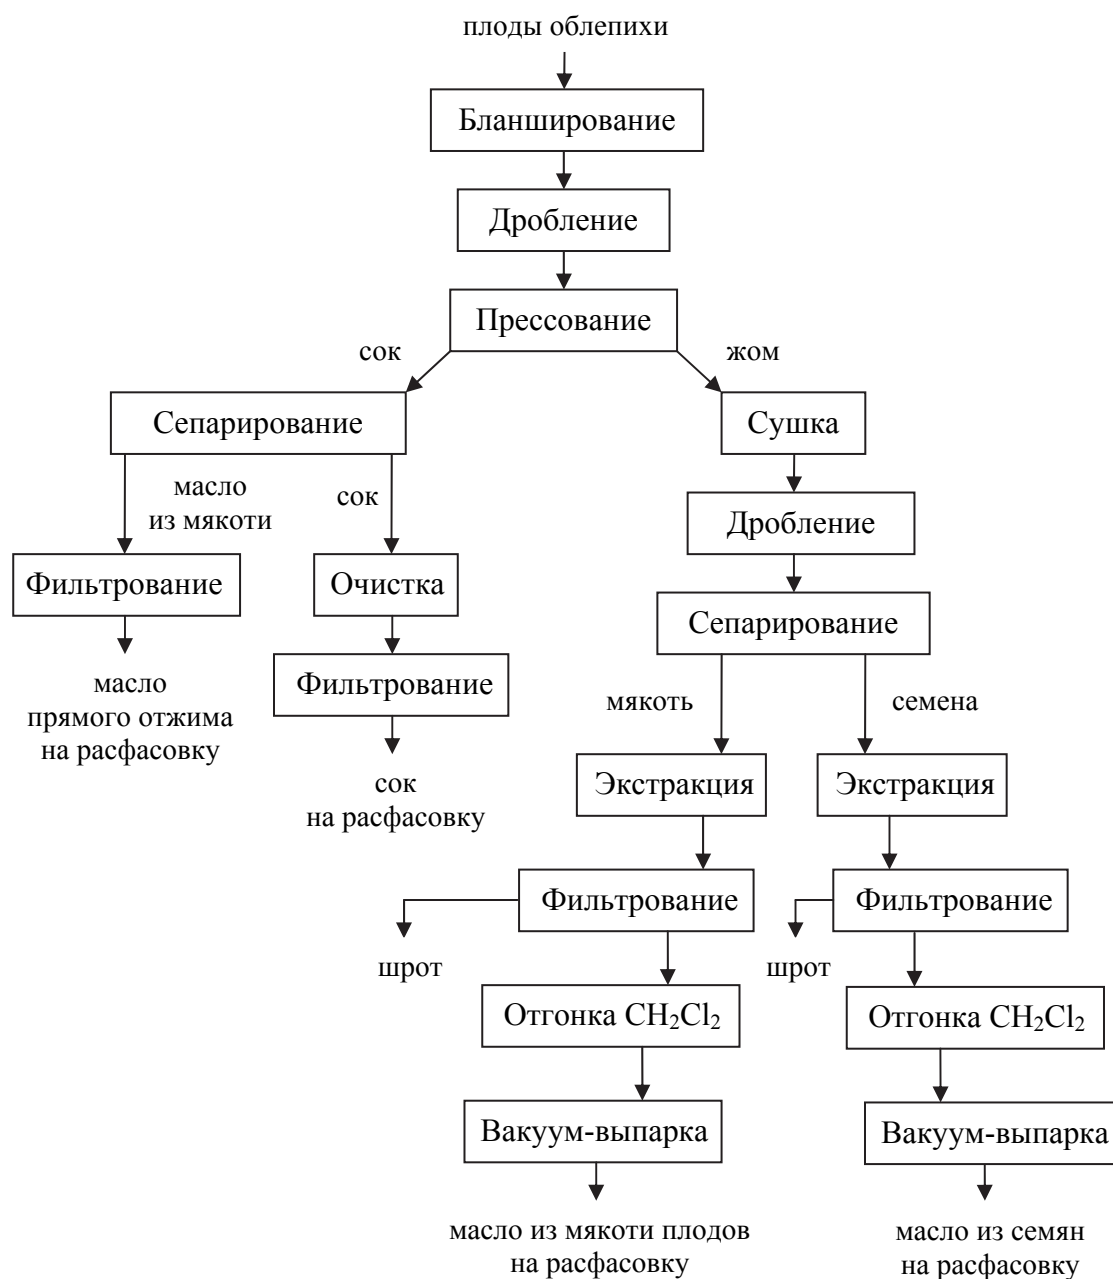 плоды облепихи
Бланширование
Дробление
Прессование
сок
жом
Сепарирование
Сушка
масло
из мякоти
сок
Дробление
Фильтрование
Очистка
Сепарирование
масло
прямого отжима
на расфасовку
Фильтрование
мякоть
семена
сок
на расфасовку
Экстракция
Экстракция
Фильтрование
Фильтрование
шрот
шрот
Отгонка CH₂Cl₂
Отгонка CH₂Cl₂
Вакуум-выпарка
Вакуум-выпарка
масло из мякоти плодов
на расфасовку
масло из семян
на расфасовку